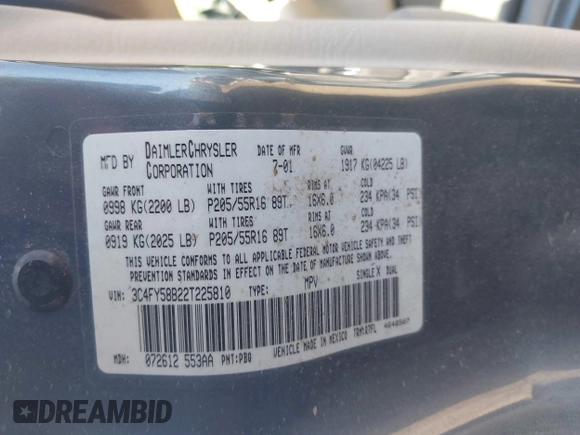 MFD BY DAIMLERCHRYSLER CORPORATION DATE OF MFR 7-01 GVWR 1917 KG(04225 LB)
GAWR FRONT WITH TIRES RIMS AT COLD
0998 KG(2200 LB) P205/55R16 89T. 16X6.0 234 KPA(34 PSI)
GAWR REAR WITH TIRES RIMS AT COLD
0919 KG(2025 LB) P205/55R16 89T 16X6.0 234 KPA(34 PSI)
THIS VEHICLE CONFORMS TO ALL APPLICABLE FEDERAL MOTOR VEHICLE SAFETY AND THEFT
PREVENTION STANDARDS IN EFFECT ON THE DATE OF MANUFACTURE SHOWN ABOVE.
VIN: 3C4FY58B22T225810 TYPE: MPV SINGLE X DUAL
MDH: 072612 553AA PNT:PBQ VEHICLE MADE IN MEXICO
DREAMBID